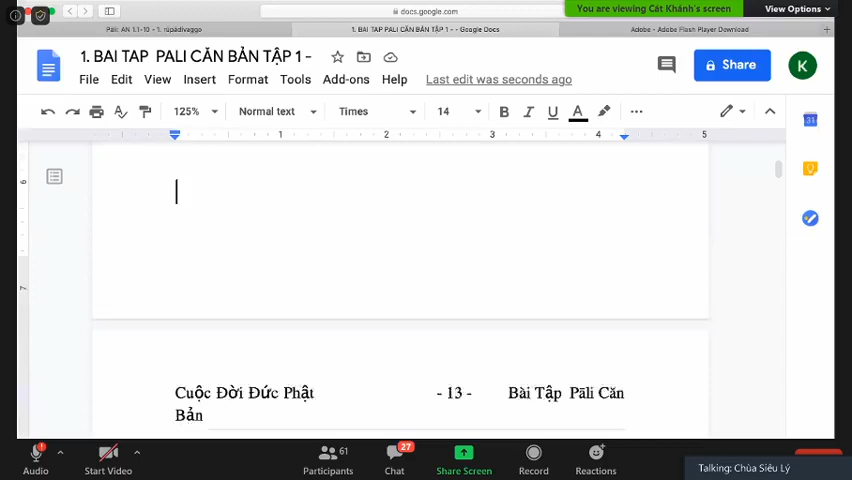 docs.google.com
You are viewing Cát Khánh's screen
View Options
Pāli: AN 1.1-10 - 1. rūpādivaggo
1. BAI TAP PALI CĂN BẢN TẬP 1 - - Google Docs
Adobe - Adobe Flash Player Download
1. BAI TAP PALI CĂN BẢN TẬP 1 -
File Edit View Insert Format Tools Add-ons Help Last edit was seconds ago
Share
K
125% Normal text Times 14 B I U A
1 2 3 4 5
6
7
31
Cuộc Đời Đức Phật - 13 - Bài Tập Pāli Căn
Bản
61
27
Audio Start Video Participants Chat Share Screen Record Reactions
Talking: Chùa Siêu Lý